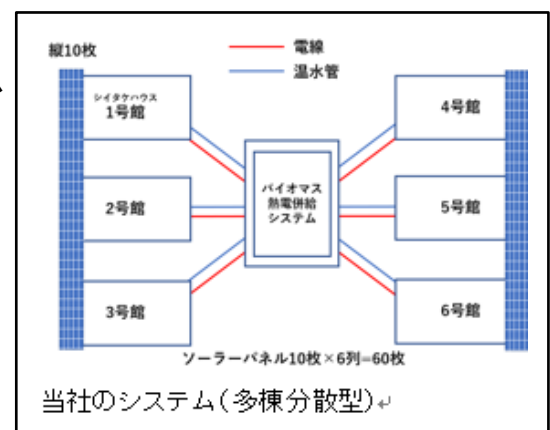 縦10枚
電線
温水管
シイタケハウス
1号館
4号館
バイオマス
熱電併給
システム
2号館
5号館
3号館
6号館
ソーラーパネル10枚×6列=60枚
当社のシステム(多棟分散型)↵